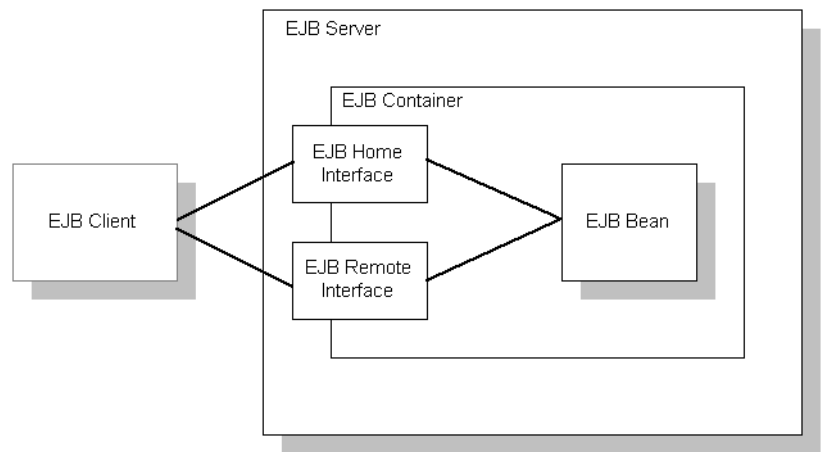 EJB Server
EJB Container
EJB Home
Interface
EJB Client
EJB Bean
EJB Remote
Interface